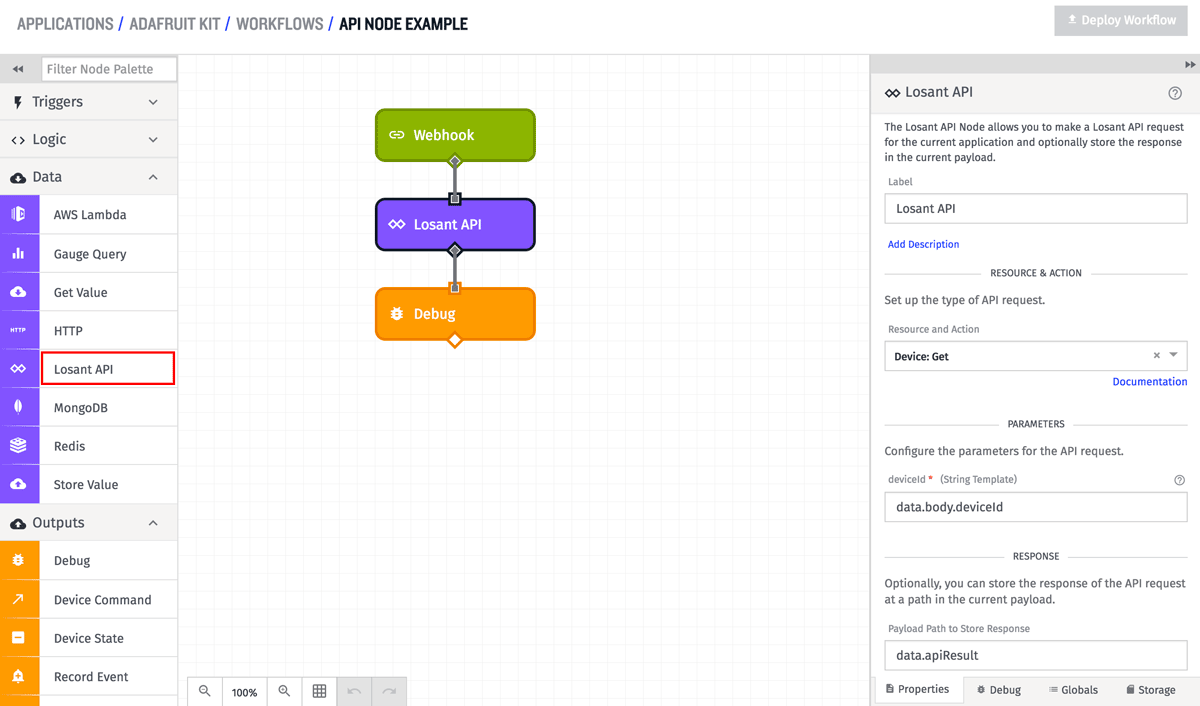 APPLICATIONS / ADAFRUIT KIT / WORKFLOWS / API NODE EXAMPLE
Deploy Workflow
Filter Node Palette
Triggers
Logic
Data
AWS Lambda
Gauge Query
Get Value
HTTP
HTTP
Losant API
MongoDB
Redis
Store Value
Outputs
Debug
Device Command
Device State
Record Event
Webhook
Losant API
Debug
100%
Losant API
The Losant API Node allows you to make a Losant API request
for the current application and optionally store the response
in the current payload.
Label
Losant API
Add Description
RESOURCE & ACTION
Set up the type of API request.
Resource and Action
Device: Get
Documentation
PARAMETERS
Configure the parameters for the API request.
deviceId * (String Template)
data.body.deviceId
RESPONSE
Optionally, you can store the response of the API request
at a path in the current payload.
Payload Path to Store Response
data.apiResult
Properties
Debug
Globals
Storage